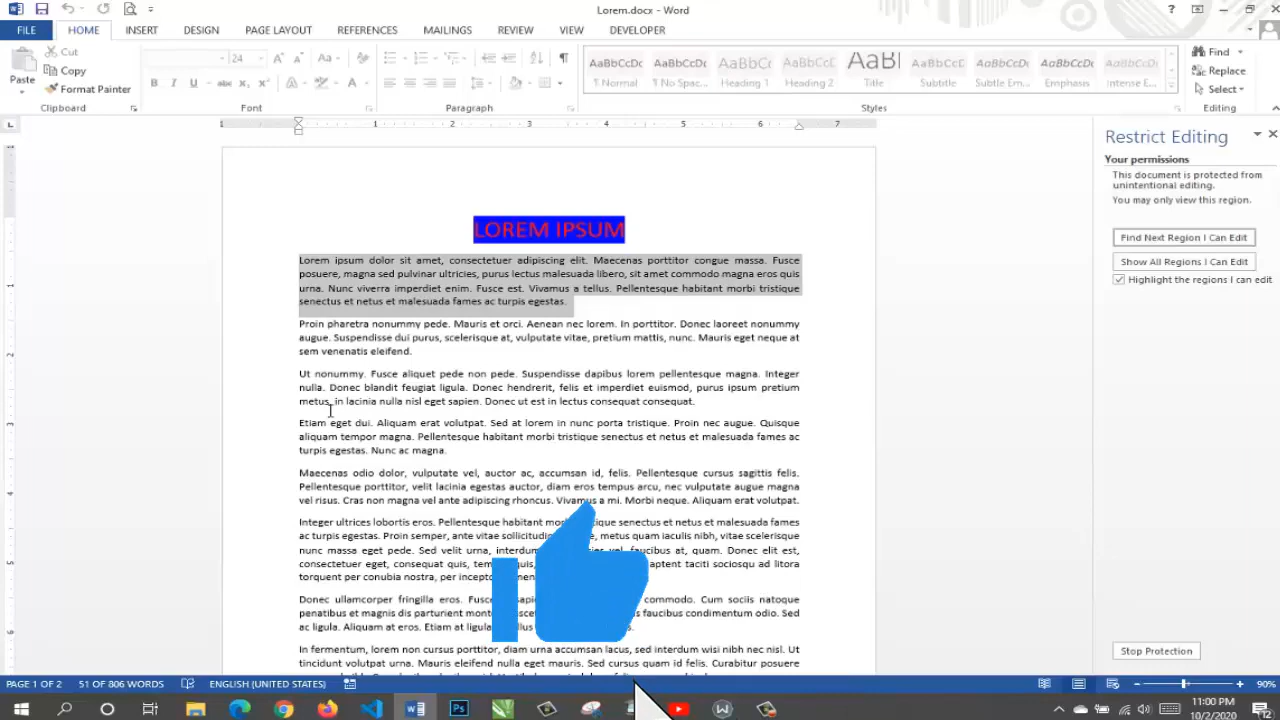 Lorem.docx - Word
FILE HOME INSERT DESIGN PAGE LAYOUT REFERENCES MAILINGS REVIEW VIEW DEVELOPER
Paste
Cut
Copy
Format Painter
Clipboard
24
Aa
B I U abc
Font
Paragraph
AaBbCcDc AaBbCcDc AaBbCc AaBbCcC AaBl AaBbCcC AaBbCcDc AaBbCcDc AaBbCcDc
¶ Normal ¶ No Spac... Heading 1 Heading 2 Title Subtitle Subtle Em... Emphasis Intense E...
Styles
Find
Replace
Select
Editing
1 1 2 3 4 5 6 7
LOREM IPSUM
Lorem ipsum dolor sit amet, consectetuer adipiscing elit. Maecenas porttitor congue massa. Fusce
posuere, magna sed pulvinar ultricies, purus lectus malesuada libero, sit amet commodo magna eros quis
urna. Nunc viverra imperdiet enim. Fusce est. Vivamus a tellus. Pellentesque habitant morbi tristique
senectus et netus et malesuada fames ac turpis egestas.
Proin pharetra nonummy pede. Mauris et orci. Aenean nec lorem. In porttitor. Donec laoreet nonummy
augue. Suspendisse dui purus, scelerisque at, vulputate vitae, pretium mattis, nunc. Mauris eget neque at
sem venenatis eleifend.
Ut nonummy. Fusce aliquet pede non pede. Suspendisse dapibus lorem pellentesque magna. Integer
nulla. Donec blandit feugiat ligula. Donec hendrerit, felis et imperdiet euismod, purus ipsum pretium
metus, in lacinia nulla nisl eget sapien. Donec ut est in lectus consequat consequat.
Etiam eget dui. Aliquam erat volutpat. Sed at lorem in nunc porta tristique. Proin nec augue. Quisque
aliquam tempor magna. Pellentesque habitant morbi tristique senectus et netus et malesuada fames ac
turpis egestas. Nunc ac magna.
Maecenas odio dolor, vulputate vel, auctor ac, accumsan id, felis. Pellentesque cursus sagittis felis.
Pellentesque porttitor, velit lacinia egestas auctor, diam eros tempus arcu, nec vulputate augue magna
vel risus. Cras non magna vel ante adipiscing rhoncus. Vivamus a mi. Morbi neque. Aliquam erat volutpat.
Integer ultrices lobortis eros. Pellentesque habitant senectus et netus et malesuada fames
ac turpis egestas. Proin semper, ante vitae metus quam iaculis nibh, vitae scelerisque
nunc massa eget pede. Sed velit urna, vel, faucibus at, quam. Donec elit est,
consectetuer eget, consequat quis, aptent taciti sociosqu ad litora
torquent per conubia nostra, per
Donec ullamcorper fringilla eros. Fusce commodo. Cum sociis natoque
penatibus et magnis dis parturient faucibus condimentum odio. Sed
ac ligula. Aliquam at eros. Etiam at ligula
In fermentum, lorem non cursus porttitor, diam urna accumsan lacus, sed interdum wisi nibh nec nisl. Ut
tincidunt volutpat urna. Mauris eleifend nulla eget mauris. Sed cursus quam id felis. Curabitur posuere
Restrict Editing
Your permissions
This document is protected from
unintentional editing.
You may only view this region.
Find Next Region I Can Edit
Show All Regions I Can Edit
Highlight the regions I can edit
Stop Protection
PAGE 1 OF 2 51 OF 806 WORDS ENGLISH (UNITED STATES) 90%
11:00 PM
10/2/2020